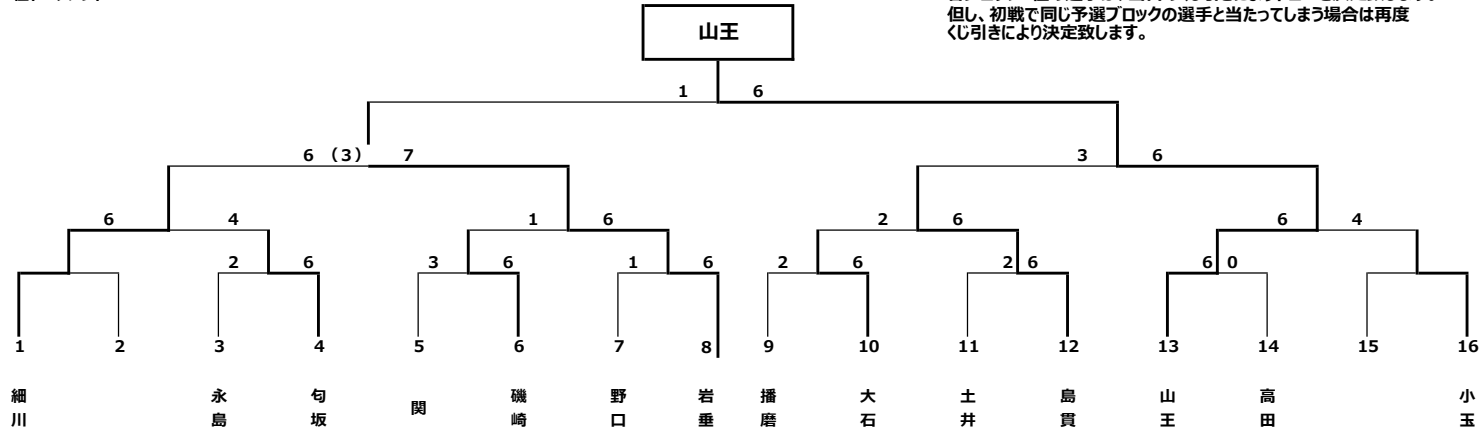 山王
但し、初戦で同じ予選ブロックの選手と当たってしまう場合は再度
くじ引きにより決定致します。
1 6
6 (3) 7
3 6
6 4
1 6
2 6
6 4
2 6
3 6
1 6
2 6
2 6
6 0
1 2 3 4 5 6 7 8 9 10 11 12 13 14 15 16
細川
永島
匂坂
関
磯崎
野口
岩垂
播磨
大石
土井
島貫
山王
高田
小玉